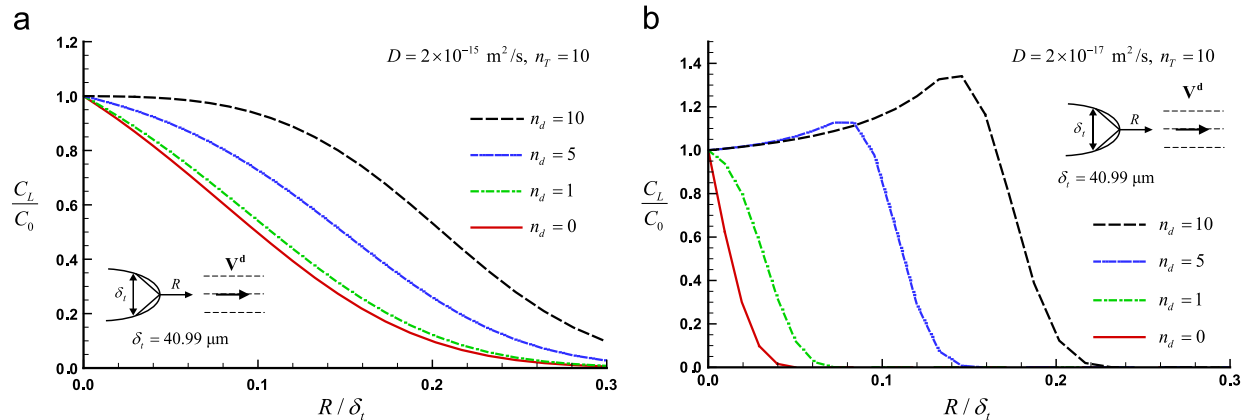 a
D = 2×10⁻¹⁵ m²/s, n_T = 10
1.2
1.0
0.8
0.6
0.4
0.2
0.0
C_L
C_0
n_d = 10
n_d = 5
n_d = 1
n_d = 0
V^d
δ_t
R
δ_t = 40.99 μm
0.0 0.1 0.2 0.3
R / δ_t
b
D = 2×10⁻¹⁷ m²/s, n_T = 10
1.4
1.2
1.0
0.8
0.6
0.4
0.2
0.0
C_L
C_0
V^d
δ_t
R
δ_t = 40.99 μm
n_d = 10
n_d = 5
n_d = 1
n_d = 0
0.0 0.1 0.2 0.3
R / δ_t